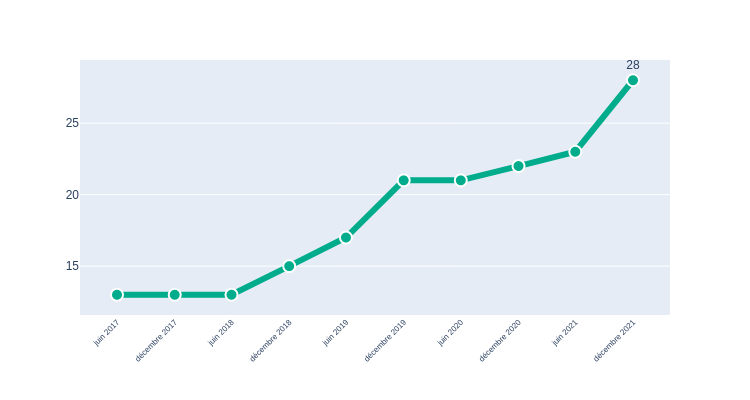 28
25
20
15
juin 2017
décembre 2017
juin 2018
décembre 2018
juin 2019
décembre 2019
juin 2020
décembre 2020
juin 2021
décembre 2021